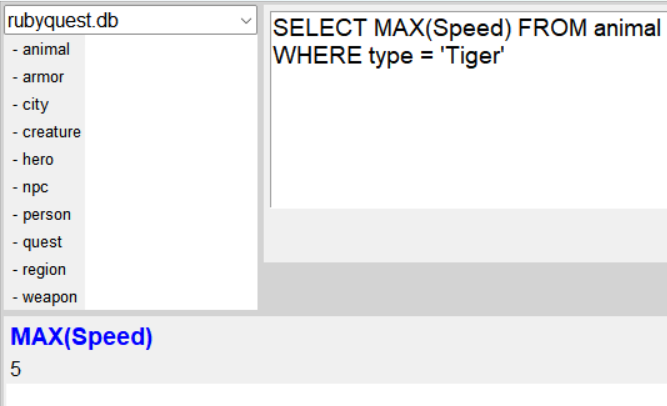 rubyquest.db
- animal
- armor
- city
- creature
- hero
- npc
- person
- quest
- region
- weapon
SELECT MAX(Speed) FROM animal
WHERE type = 'Tiger'
MAX(Speed)
5